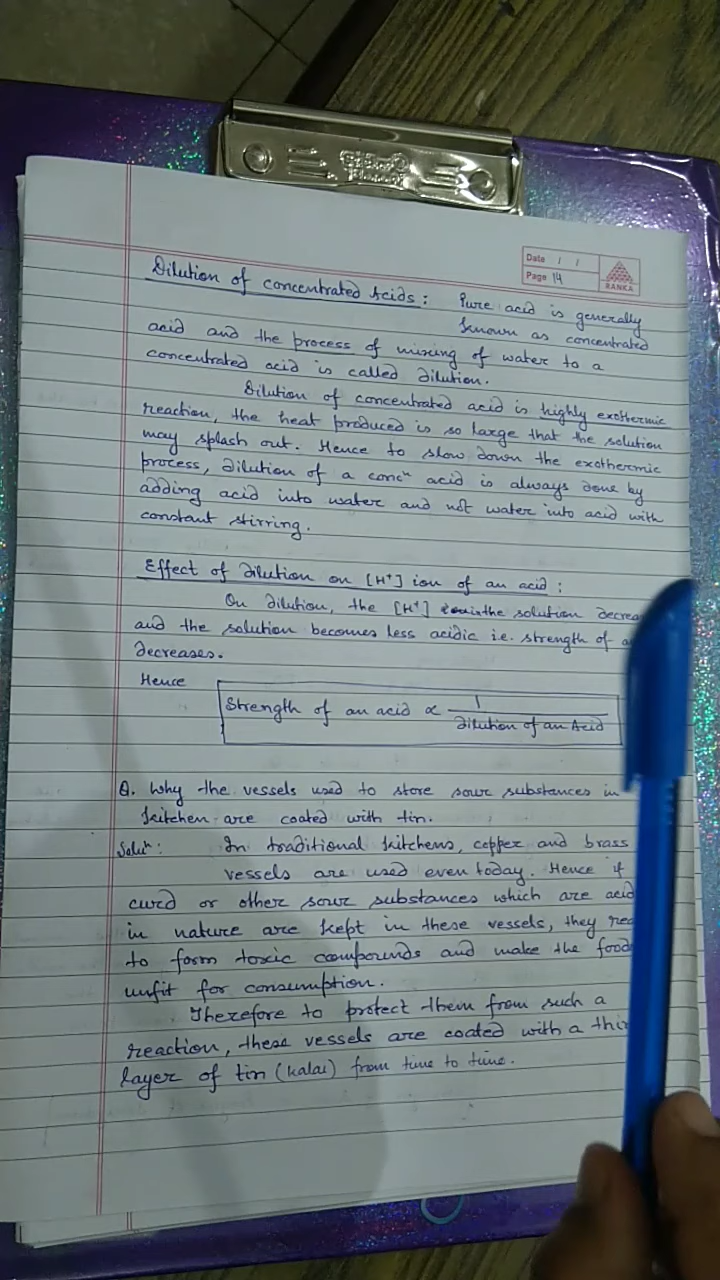 Date / /
Page 14
RANKA
Dilution of concentrated Acids : Pure acid is generally
known as concentrated
acid and the process of mixing of water to a
concentrated acid is called dilution.
Dilution of concentrated acid is highly exothermic
reaction, the heat produced is so large that the solution
may splash out. Hence to slow down the exothermic
process, dilution of a concn acid is always done by
adding acid into water and not water into acid with
constant stirring.
Effect of dilution on [H+] ion of an acid :
On dilution, the [H+] the solution decrea
and the solution becomes less acidic i.e. strength of a
decreases.
Hence
Strength of an acid ∝ 1
Dilution of an Acid
Q. Why the vessels used to store sour substances in
kitchen are coated with tin.
Solun : In traditional kitchens, copper and brass
vessels are used even today. Hence if
curd or other sour substances which are acid
in nature are kept in these vessels, they rea
to form toxic compounds and make the food
unfit for consumption.
Therefore to protect them from such a
reaction, these vessels are coated with a thin
layer of tin (kalai) from time to time.